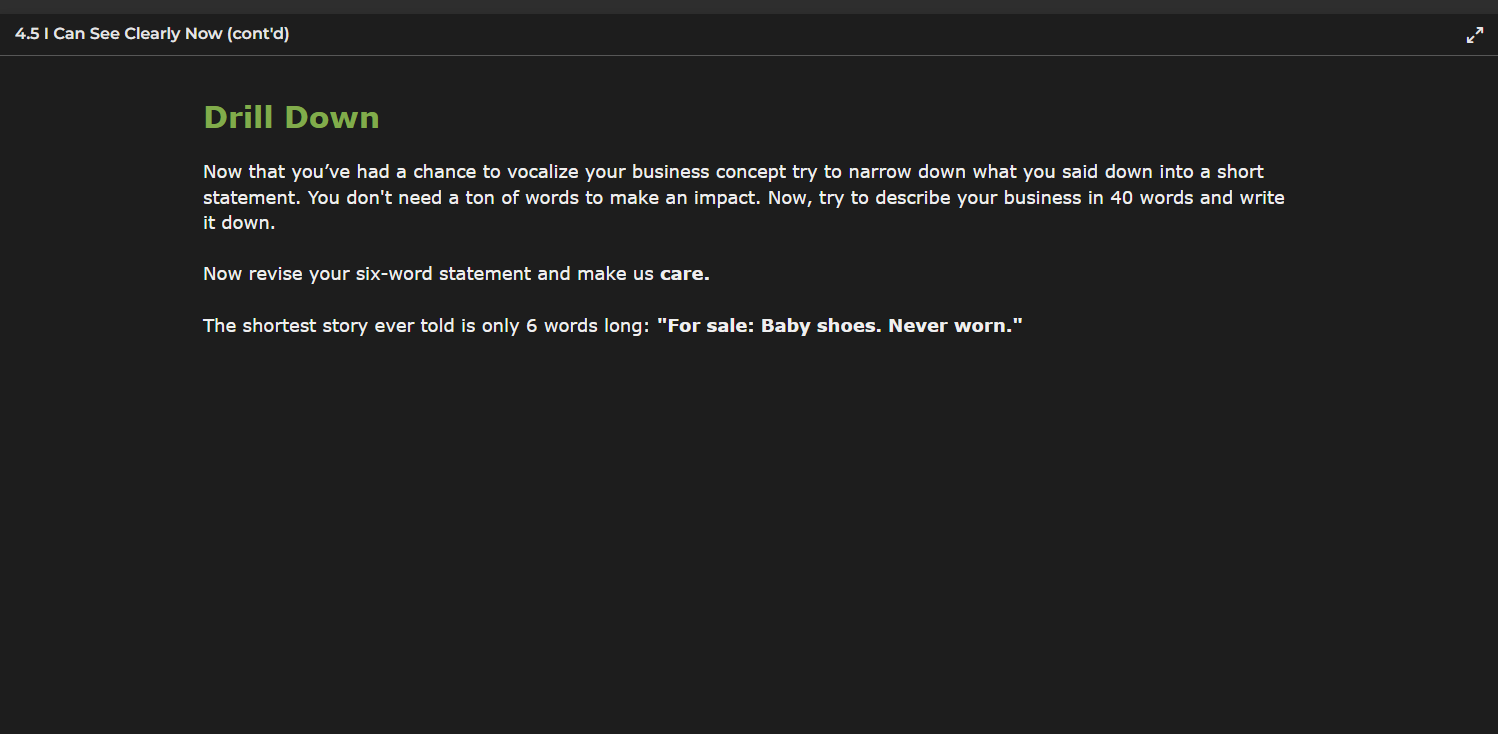 4.5 I Can See Clearly Now (cont'd)
Drill Down
Now that you’ve had a chance to vocalize your business concept try to narrow down what you said down into a short
statement. You don't need a ton of words to make an impact. Now, try to describe your business in 40 words and write
it down.
Now revise your six-word statement and make us care.
The shortest story ever told is only 6 words long: "For sale: Baby shoes. Never worn."